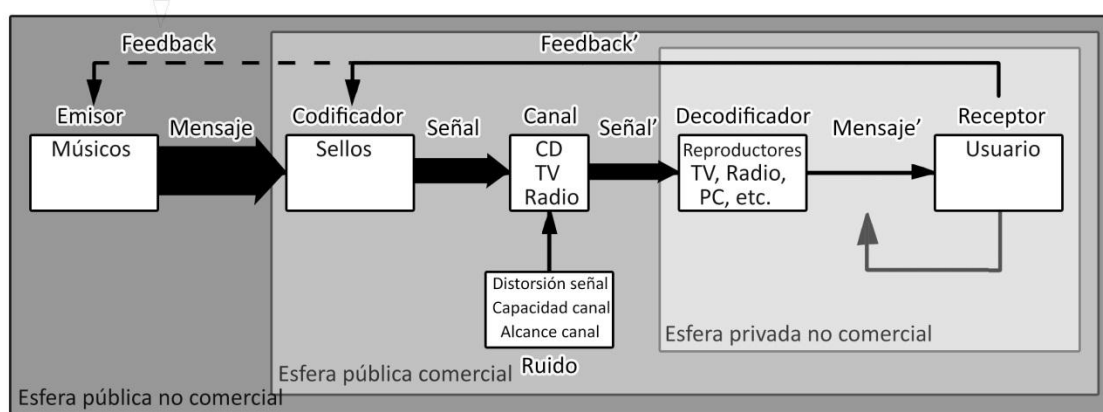 Feedback
Feedback’
Emisor
Mensaje
Codificador
Señal
Canal
Señal’
Decodificador
Mensaje’
Receptor
Músicos
Sellos
CD
TV
Radio
Reproductores
TV, Radio,
PC, etc.
Usuario
Distorsión señal
Capacidad canal
Alcance canal
Ruido
Esfera privada no comercial
Esfera pública comercial
Esfera pública no comercial